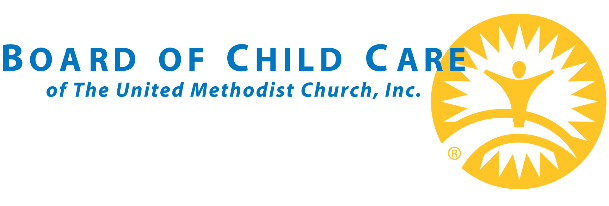 BOARD OF CHILD CARE
of The United Methodist Church, Inc.
®